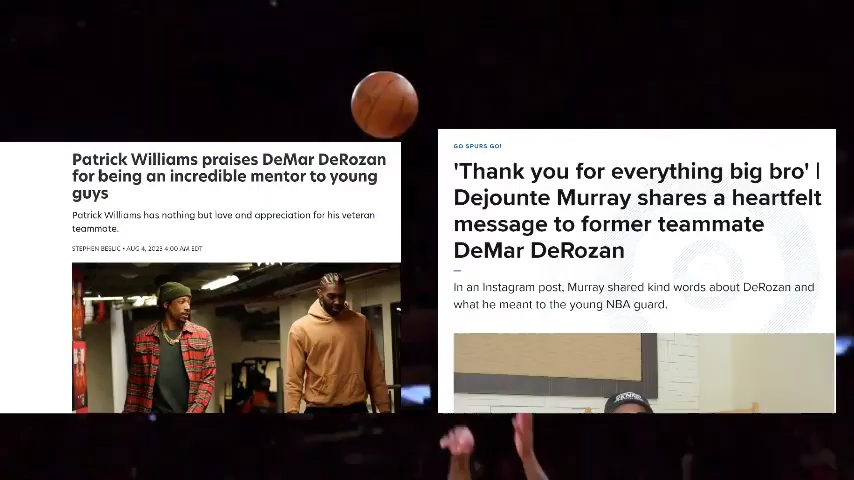 Patrick Williams praises DeMar DeRozan
for being an incredible mentor to young
guys
Patrick Williams has nothing but love and appreciation for his veteran
teammate.
STEPHEN BESLIC • AUG 4, 2023 4:00 AM EDT
GO SPURS GO!
'Thank you for everything big bro' |
Dejounte Murray shares a heartfelt
message to former teammate
DeMar DeRozan
In an Instagram post, Murray shared kind words about DeRozan and
what he meant to the young NBA guard.